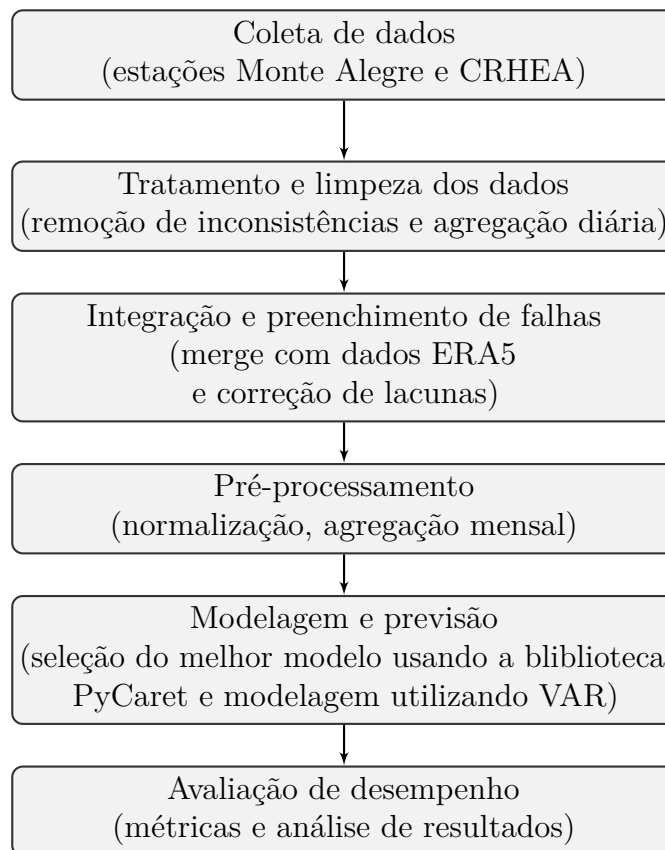 Coleta de dados
(estações Monte Alegre e CRHEA)
Tratamento e limpeza dos dados
(remoção de inconsistências e agregação diária)
Integração e preenchimento de falhas
(merge com dados ERA5
e correção de lacunas)
Pré-processamento
(normalização, agregação mensal)
Modelagem e previsão
(seleção do melhor modelo usando a bliblioteca
PyCaret e modelagem utilizando VAR)
Avaliação de desempenho
(métricas e análise de resultados)